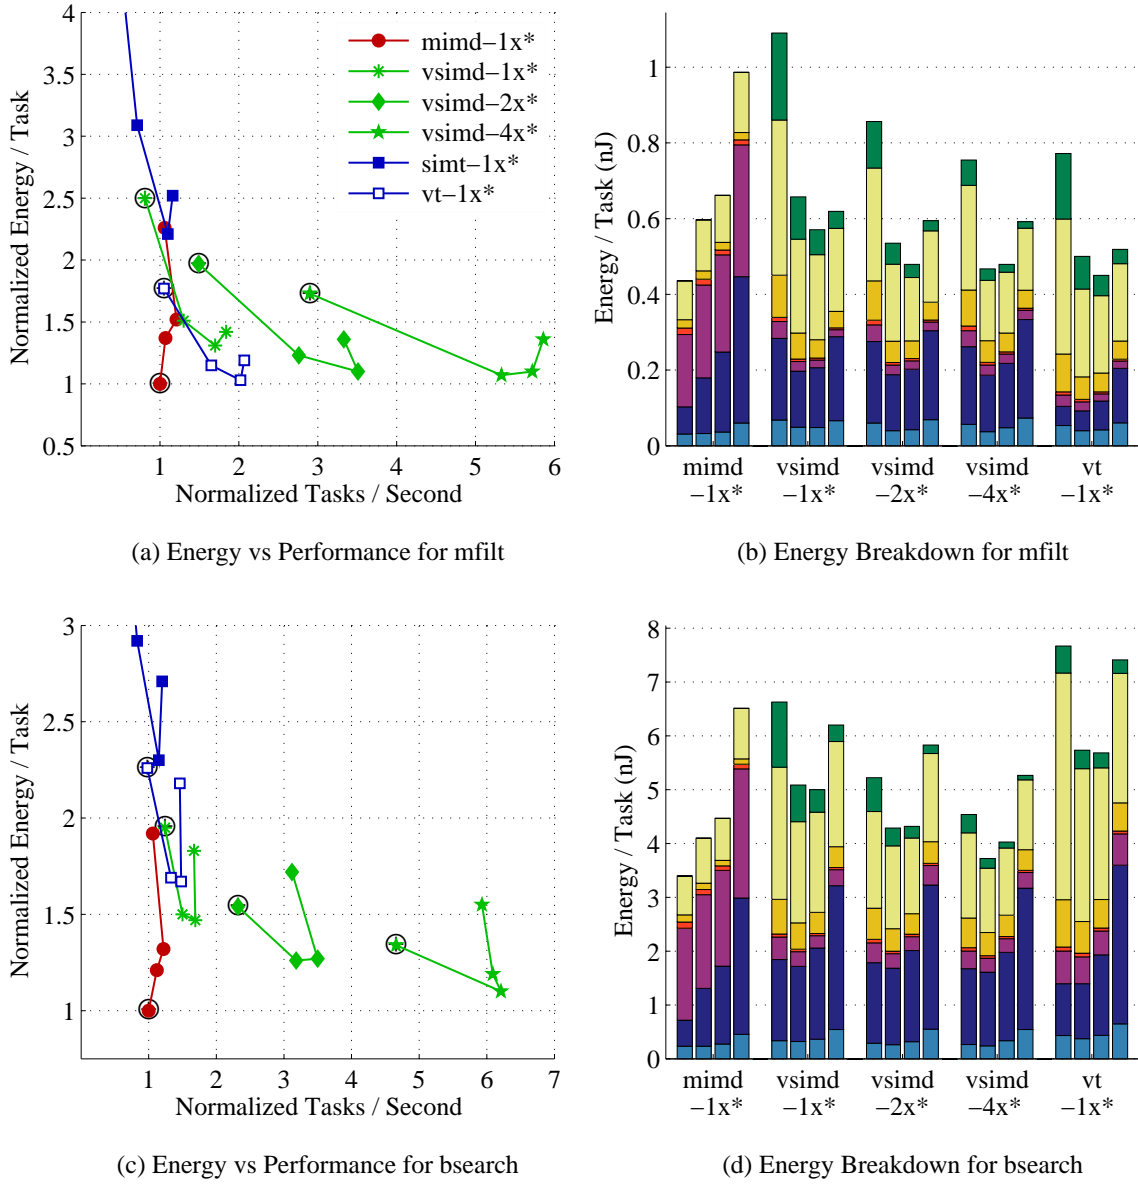 4
3.5
3
2.5
2
1.5
1
0.5
Normalized Energy / Task
1 2 3 4 5 6
Normalized Tasks / Second
mimd−1x*
vsimd−1x*
vsimd−2x*
vsimd−4x*
simt−1x*
vt−1x*
(a) Energy vs Performance for mfilt
1
0.8
0.6
0.4
0.2
0
Energy / Task (nJ)
mimd vsimd vsimd vsimd vt
−1x* −1x* −2x* −4x* −1x*
(b) Energy Breakdown for mfilt
3
2.5
2
1.5
1
Normalized Energy / Task
1 2 3 4 5 6 7
Normalized Tasks / Second
(c) Energy vs Performance for bsearch
8
7
6
5
4
3
2
1
0
Energy / Task (nJ)
mimd vsimd vsimd vsimd vt
−1x* −1x* −2x* −4x* −1x*
(d) Energy Breakdown for bsearch